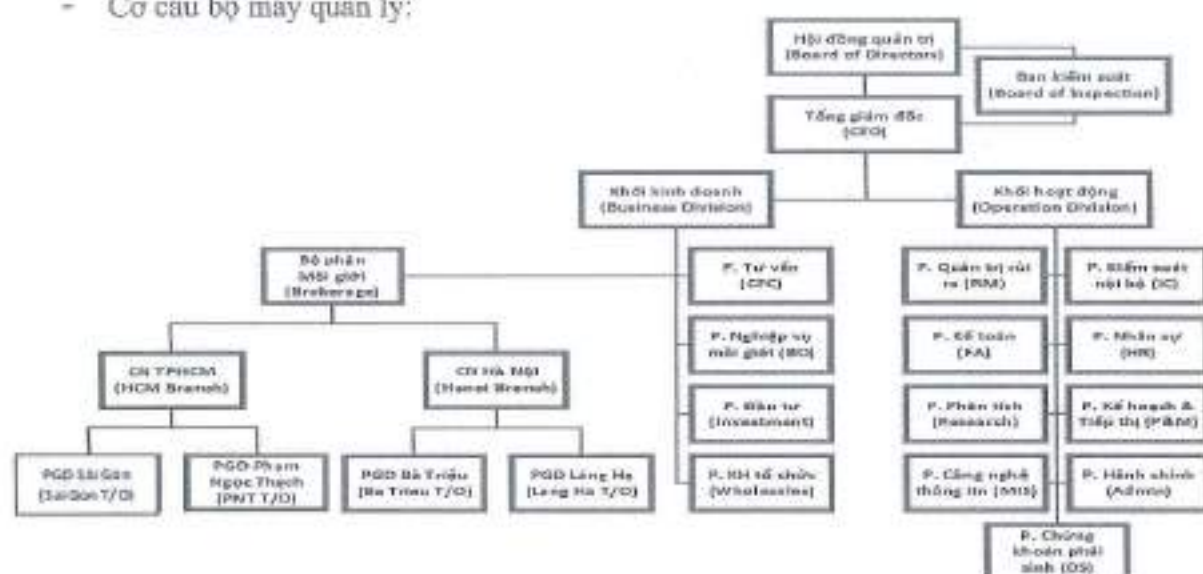 - Cơ cấu bộ máy quản lý:
Hội đồng quản trị
(Board of Directors)
Ban kiểm soát
(Board of Inspection)
Tổng giám đốc
(CEO)
Khối kinh doanh
(Business Division)
Khối hoạt động
(Operation Division)
Bộ phận
Môi giới
(Brokerage)
P. Tư vấn
(CFC)
P. Quản trị rủi
ro (RM)
P. Kiểm soát
nội bộ (IC)
P. Nghiệp vụ
môi giới (BO)
P. Kế toán
(FA)
P. Nhân sự
(HR)
CN TPHCM
(HCM Branch)
CN Hà Nội
(Hanoi Branch)
P. Đầu tư
(Investment)
P. Phân tích
(Research)
P. Kế hoạch &
Tiếp thị (P&M)
PGD Sài Gòn
(Sai Gon T/O)
PGD Phạm
Ngọc Thạch
(PNT T/O)
PGD Bà Triệu
(Ba Trieu T/O)
PGD Láng Hạ
(Lang Ha T/O)
P. KH tổ chức
(Wholesales)
P. Công nghệ
thông tin (MIS)
P. Hành chính
(Admin)
P. Chứng
khoán phái
sinh (DS)